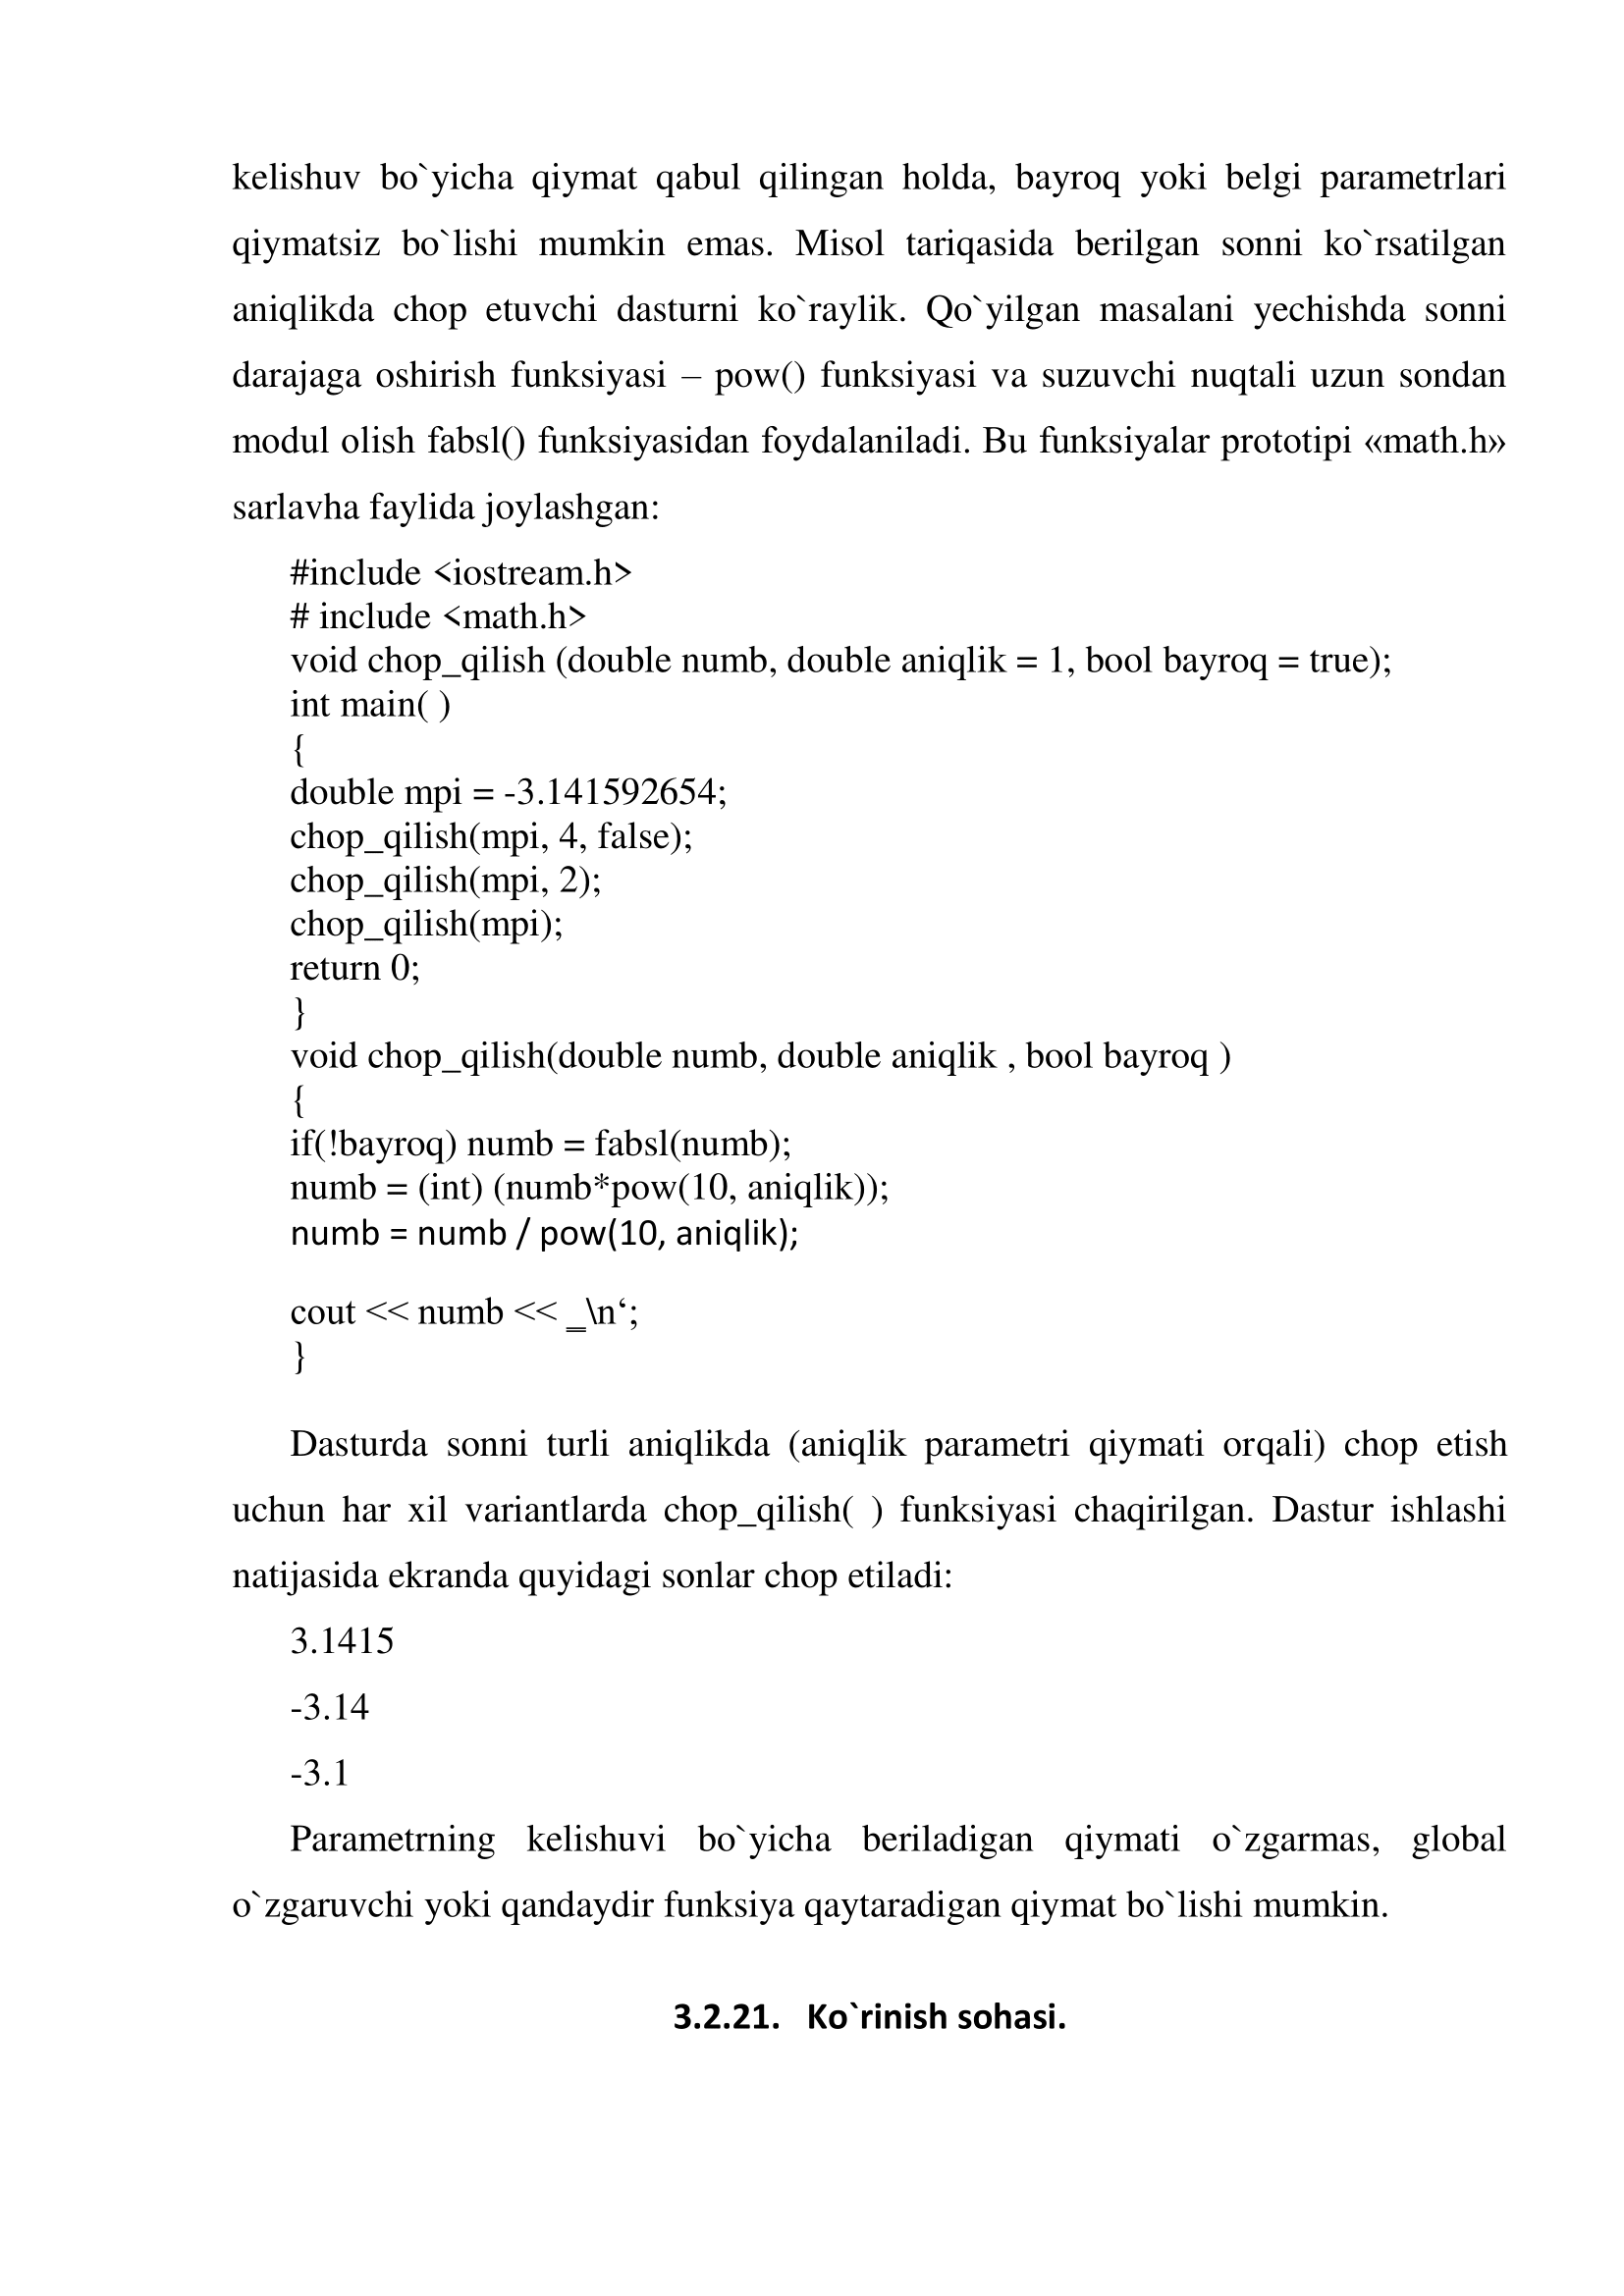 kelishuv bo`yicha qiymat qabul qilingan holda, bayroq yoki belgi parametrlari
qiymatsiz bo`lishi mumkin emas. Misol tariqasida berilgan sonni ko`rsatilgan
aniqlikda chop etuvchi dasturni ko`raylik. Qo`yilgan masalani yechishda sonni
darajaga oshirish funksiyasi – pow() funksiyasi va suzuvchi nuqtali uzun sondan
modul olish fabsl() funksiyasidan foydalaniladi. Bu funksiyalar prototipi «math.h»
sarlavha faylida joylashgan:
#include <iostream.h>
# include <math.h>
void chop_qilish (double numb, double aniqlik = 1, bool bayroq = true);
int main( )
{
double mpi = -3.141592654;
chop_qilish(mpi, 4, false);
chop_qilish(mpi, 2);
chop_qilish(mpi);
return 0;
}
void chop_qilish(double numb, double aniqlik , bool bayroq )
{
if(!bayroq) numb = fabsl(numb);
numb = (int) (numb*pow(10, aniqlik));
numb = numb / pow(10, aniqlik);
cout << numb << ‗\n‘;
}
Dasturda sonni turli aniqlikda (aniqlik parametri qiymati orqali) chop etish
uchun har xil variantlarda chop_qilish( ) funksiyasi chaqirilgan. Dastur ishlashi
natijasida ekranda quyidagi sonlar chop etiladi:
3.1415
-3.14
-3.1
Parametrning kelishuvi bo`yicha beriladigan qiymati o`zgarmas, global
o`zgaruvchi yoki qandaydir funksiya qaytaradigan qiymat bo`lishi mumkin.
3.2.21. Ko`rinish sohasi.